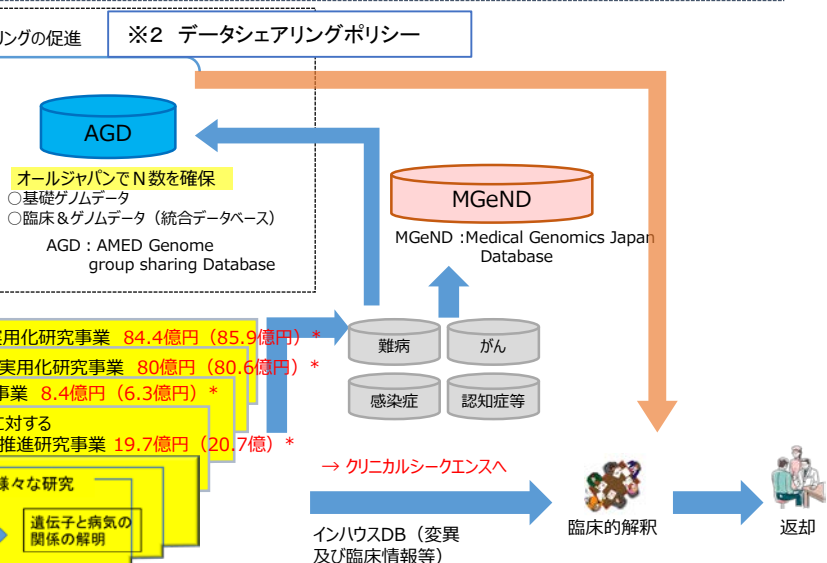 リングの促進
※2 データシェアリングポリシー
AGD
オールジャパンでN数を確保
○基礎ゲノムデータ
○臨床&ゲノムデータ（統合データベース）
AGD：AMED Genome
group sharing Database
MGeND
MGeND :Medical Genomics Japan
Database
難病
がん
感染症
認知症等
実用化研究事業 84.4億円（85.9億円）*
実用化研究事業 80億円（80.6億円）*
事業 8.4億円（6.3億円）*
に対する
推進研究事業 19.7億円（20.7億）*
様々な研究
遺伝子と病気の
関係の解明
→ クリニカルシークエンスへ
インハウスDB（変異
及び臨床情報等）
臨床的解釈
返却